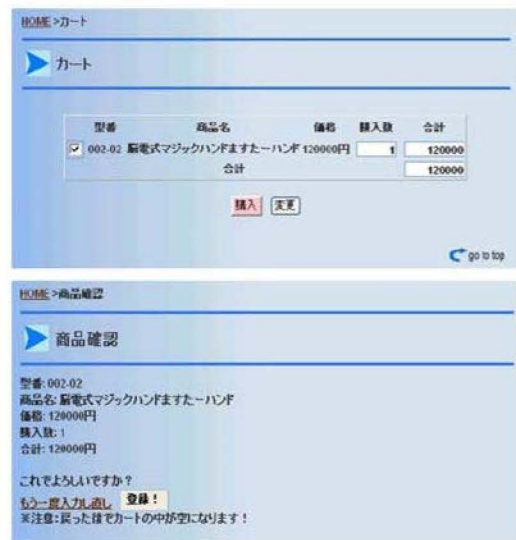 HOME >カート
カート
型番 商品名 価格 購入数 合計
002-02 脳電式マジックハンドますたーハンド 120000円 1 120000
合計 120000
購入 変更
go to top
HOME >商品確認
商品確認
型番: 002-02
商品名: 脳電式マジックハンドますたーハンド
価格: 120000円
購入数: 1
合計: 120000円
これでよろしいですか?
もう一度入力し直し 登録!
※注意:戻った後でカートの中が空になります!